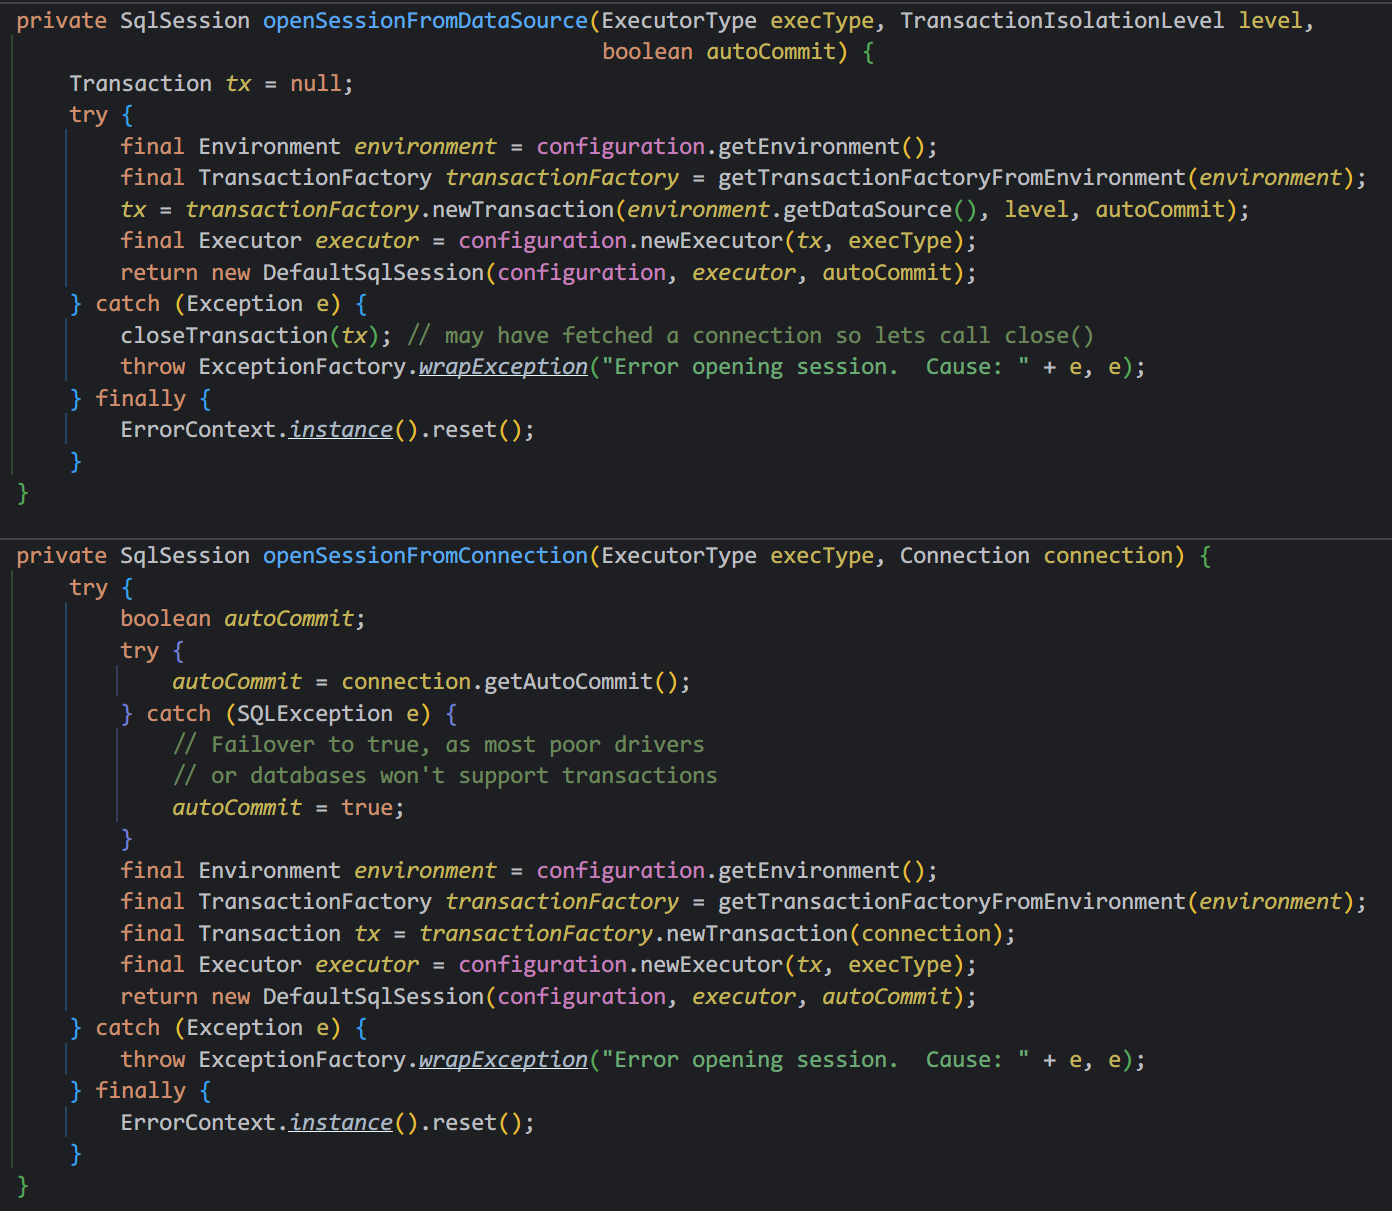 private SqlSession openSessionFromDataSource(ExecutorType execType, TransactionIsolationLevel level,
                                             boolean autoCommit) {
    Transaction tx = null;
    try {
        final Environment environment = configuration.getEnvironment();
        final TransactionFactory transactionFactory = getTransactionFactoryFromEnvironment(environment);
        tx = transactionFactory.newTransaction(environment.getDataSource(), level, autoCommit);
        final Executor executor = configuration.newExecutor(tx, execType);
        return new DefaultSqlSession(configuration, executor, autoCommit);
    } catch (Exception e) {
        closeTransaction(tx); // may have fetched a connection so lets call close()
        throw ExceptionFactory.wrapException("Error opening session.  Cause: " + e, e);
    } finally {
        ErrorContext.instance().reset();
    }
}

private SqlSession openSessionFromConnection(ExecutorType execType, Connection connection) {
    try {
        boolean autoCommit;
        try {
            autoCommit = connection.getAutoCommit();
        } catch (SQLException e) {
            // Failover to true, as most poor drivers
            // or databases won't support transactions
            autoCommit = true;
        }
        final Environment environment = configuration.getEnvironment();
        final TransactionFactory transactionFactory = getTransactionFactoryFromEnvironment(environment);
        final Transaction tx = transactionFactory.newTransaction(connection);
        final Executor executor = configuration.newExecutor(tx, execType);
        return new DefaultSqlSession(configuration, executor, autoCommit);
    } catch (Exception e) {
        throw ExceptionFactory.wrapException("Error opening session.  Cause: " + e, e);
    } finally {
        ErrorContext.instance().reset();
    }
}